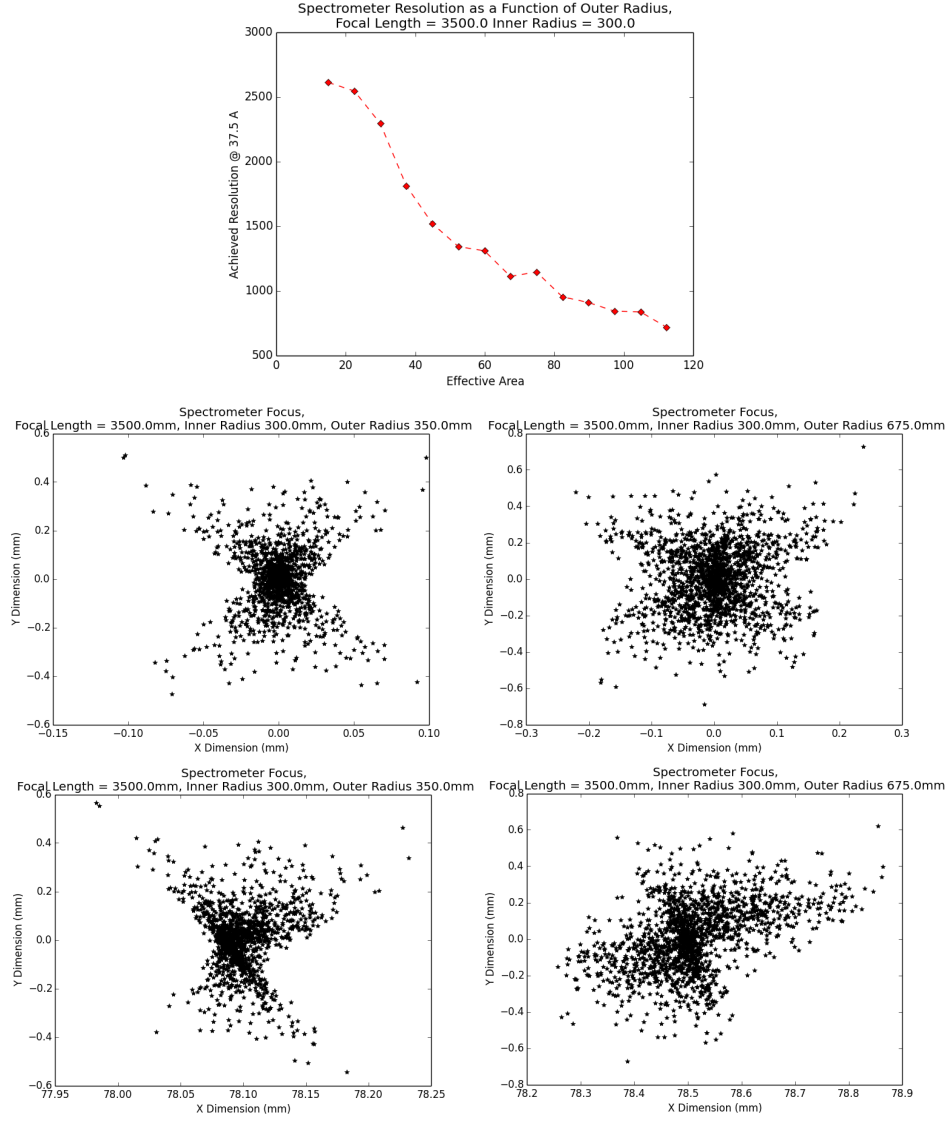 Spectrometer Resolution as a Function of Outer Radius,
Focal Length = 3500.0 Inner Radius = 300.0
3000
2500
2000
1500
1000
500
Achieved Resolution @ 37.5 A
0 20 40 60 80 100 120
Effective Area
Spectrometer Focus,
Focal Length = 3500.0mm, Inner Radius 300.0mm, Outer Radius 350.0mm
0.6
0.4
0.2
0.0
−0.2
−0.4
−0.6
Y Dimension (mm)
−0.15 −0.10 −0.05 0.00 0.05 0.10
X Dimension (mm)
Spectrometer Focus,
Focal Length = 3500.0mm, Inner Radius 300.0mm, Outer Radius 675.0mm
0.8
0.6
0.4
0.2
0.0
−0.2
−0.4
−0.6
−0.8
Y Dimension (mm)
−0.3 −0.2 −0.1 0.0 0.1 0.2 0.3
X Dimension (mm)
Spectrometer Focus,
Focal Length = 3500.0mm, Inner Radius 300.0mm, Outer Radius 350.0mm
0.6
0.4
0.2
0.0
−0.2
−0.4
−0.6
Y Dimension (mm)
77.95 78.00 78.05 78.10 78.15 78.20 78.25
X Dimension (mm)
Spectrometer Focus,
Focal Length = 3500.0mm, Inner Radius 300.0mm, Outer Radius 675.0mm
0.8
0.6
0.4
0.2
0.0
−0.2
−0.4
−0.6
−0.8
Y Dimension (mm)
78.2 78.3 78.4 78.5 78.6 78.7 78.8 78.9
X Dimension (mm)